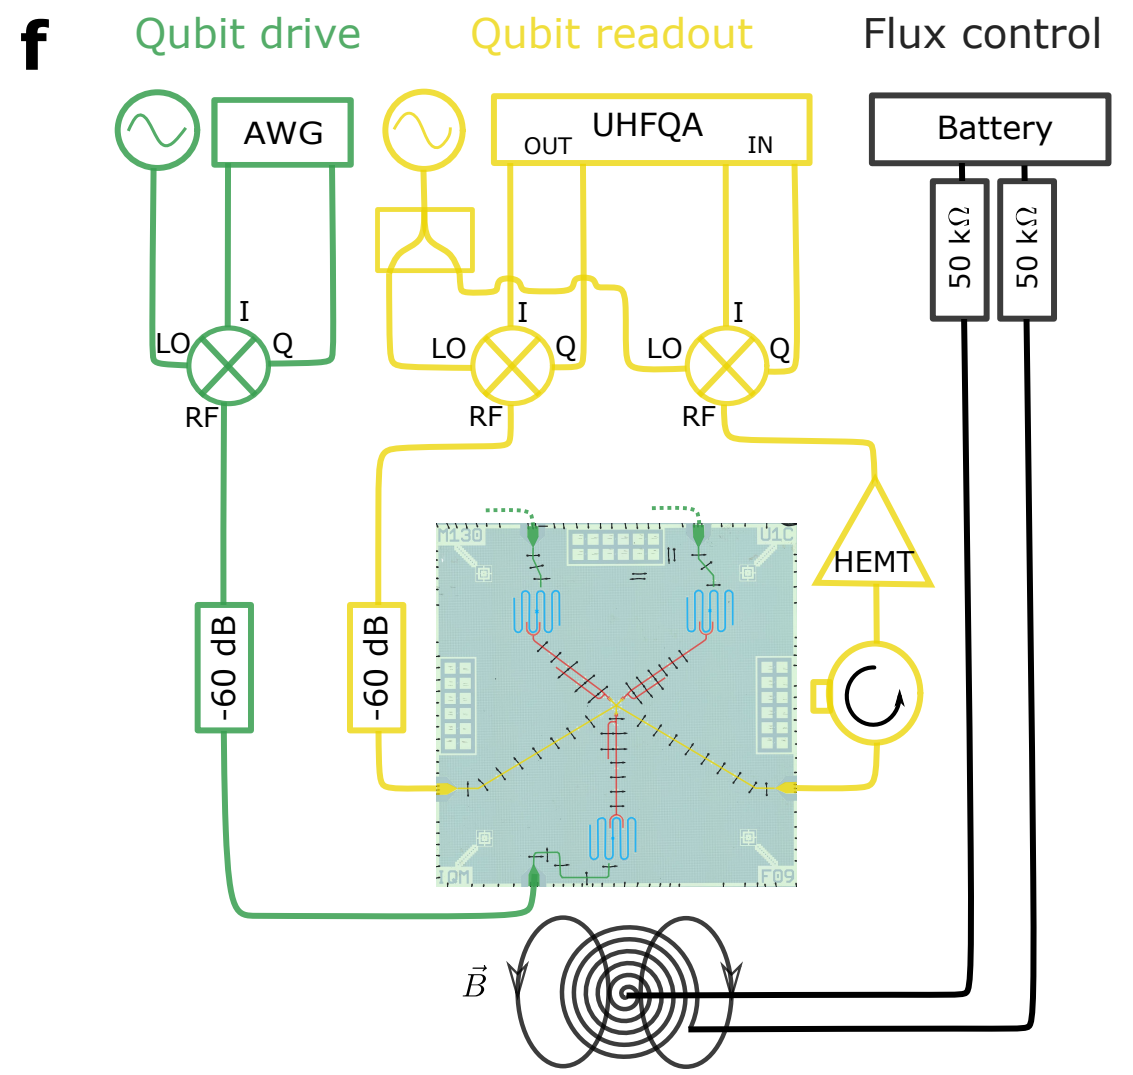 f
Qubit drive
Qubit readout
Flux control
AWG
UHFQA
OUT
IN
Battery
50 kΩ
50 kΩ
I
LO
Q
RF
I
LO
Q
RF
I
LO
Q
RF
M130
U1C
HEMT
-60 dB
-60 dB
IQM
F09
B⃗